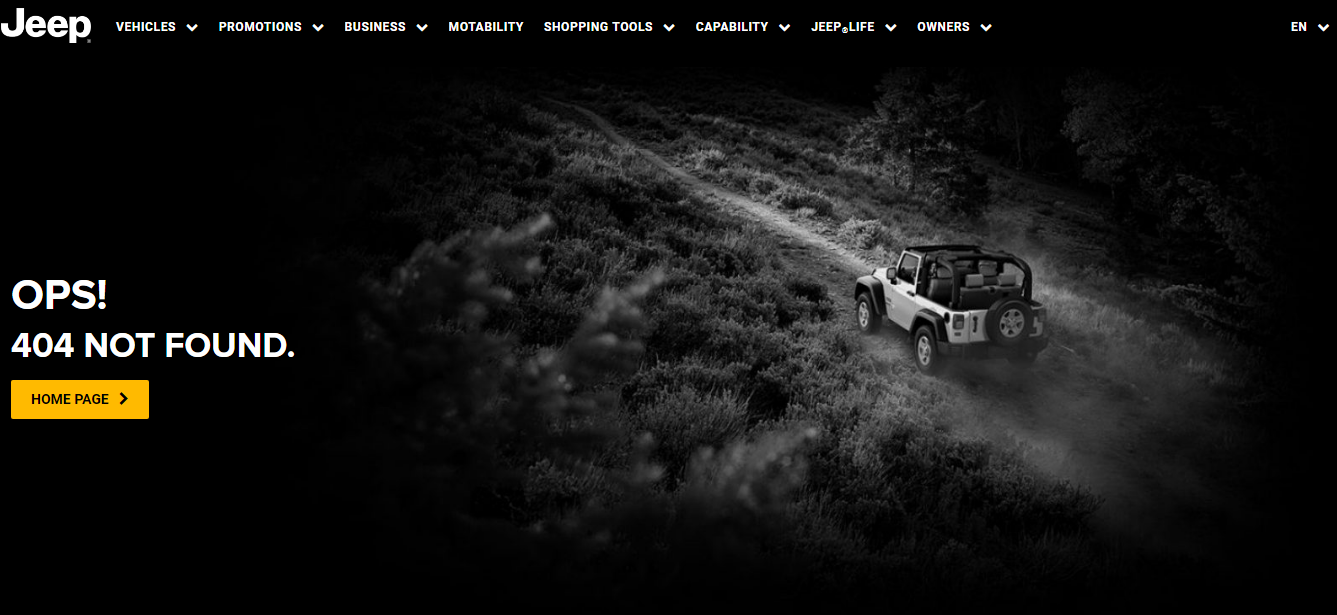 Jeep
VEHICLES PROMOTIONS BUSINESS MOTABILITY SHOPPING TOOLS CAPABILITY JEEP®LIFE OWNERS EN
OPS!
404 NOT FOUND.
HOME PAGE